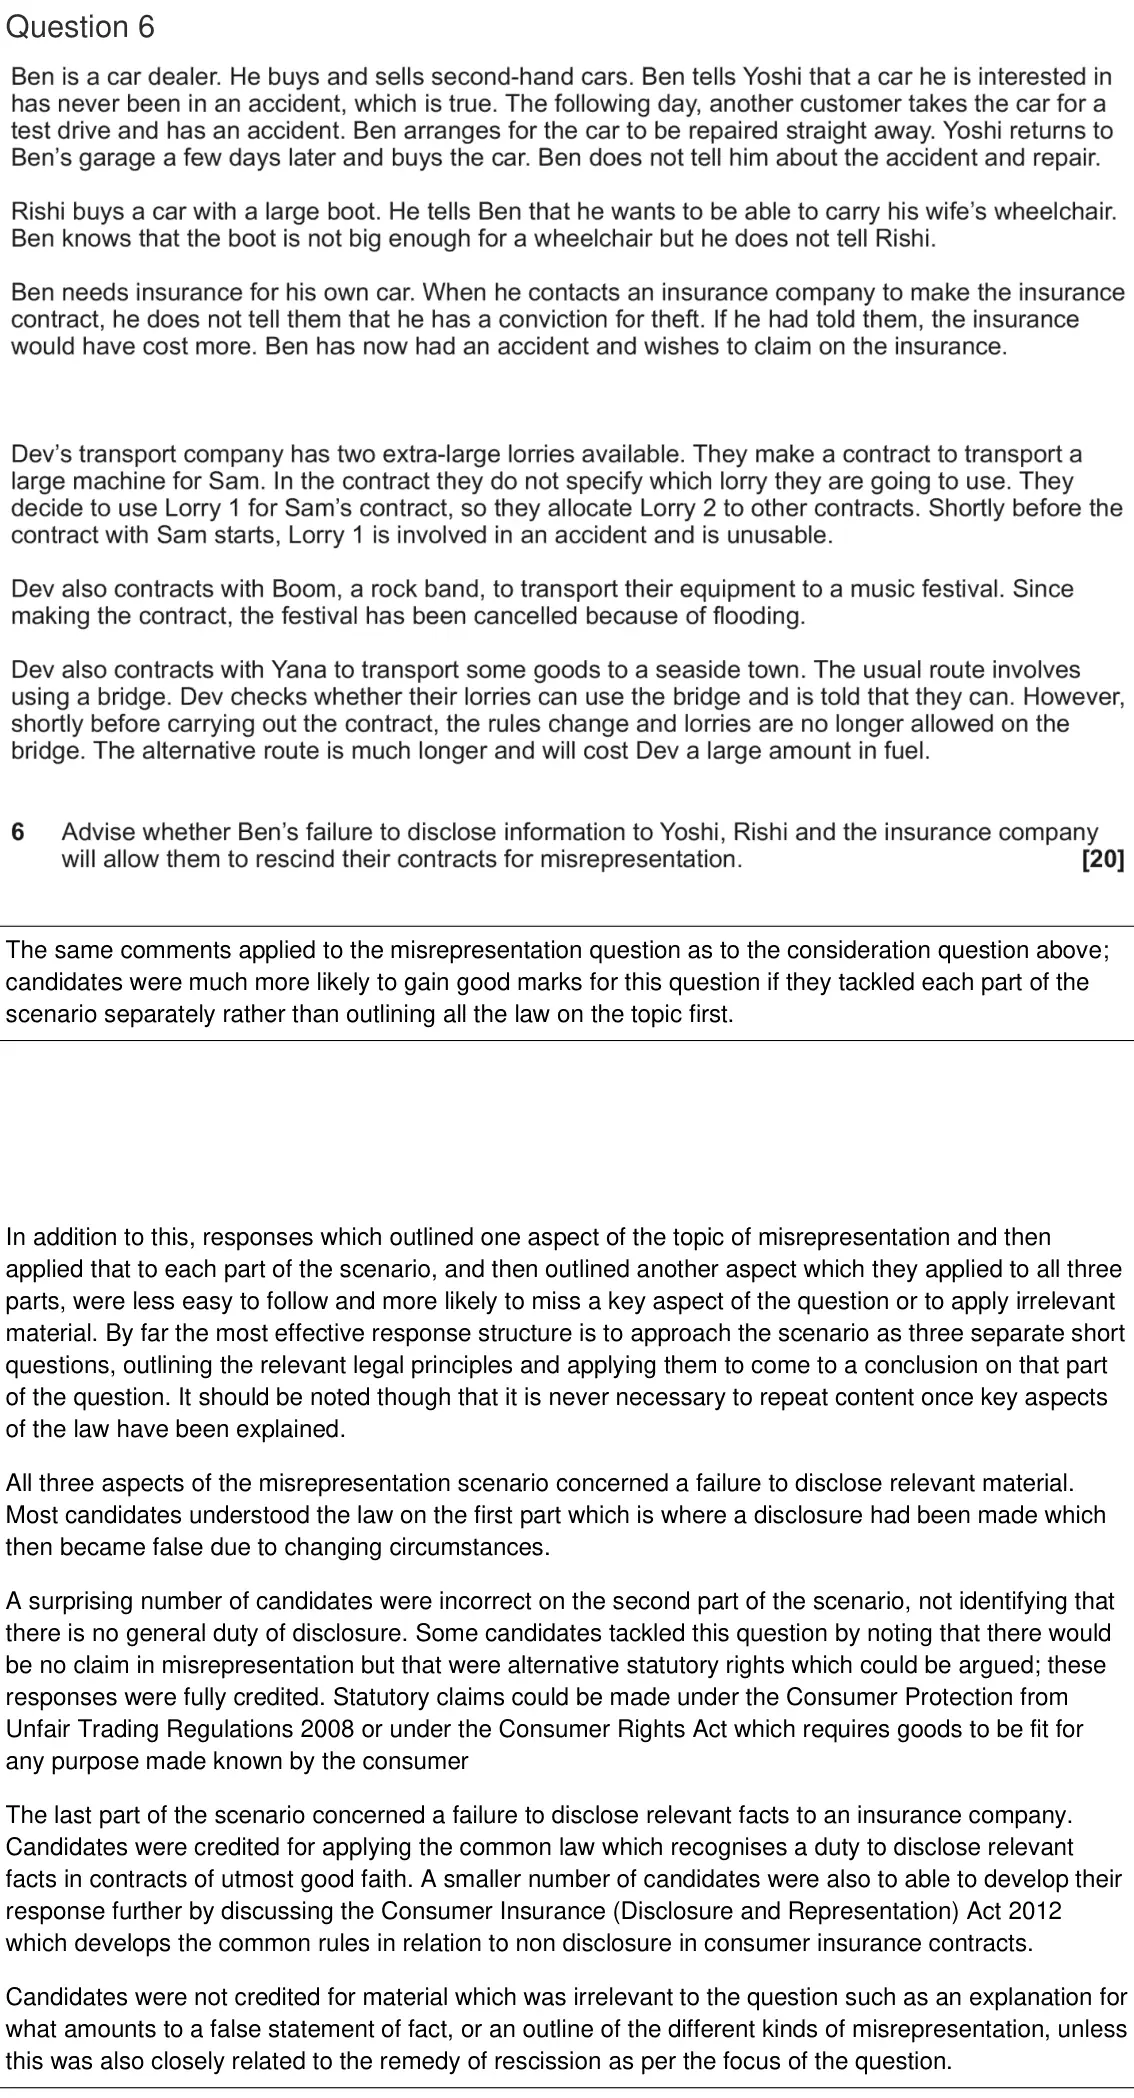 Question 6
Ben is a car dealer. He buys and sells second-hand cars. Ben tells Yoshi that a car he is interested in
has never been in an accident, which is true. The following day, another customer takes the car for a
test drive and has an accident. Ben arranges for the car to be repaired straight away. Yoshi returns to
Ben's garage a few days later and buys the car. Ben does not tell him about the accident and repair.
Rishi buys a car with a large boot. He tells Ben that he wants to be able to carry his wife's wheelchair.
Ben knows that the boot is not big enough for a wheelchair but he does not tell Rishi.
Ben needs insurance for his own car. When he contacts an insurance company to make the insurance
contract, he does not tell them that he has a conviction for theft. If he had told them, the insurance
would have cost more. Ben has now had an accident and wishes to claim on the insurance.
Dev's transport company has two extra-large lorries available. They make a contract to transport a
large machine for Sam. In the contract they do not specify which lorry they are going to use. They
decide to use Lorry 1 for Sam's contract, so they allocate Lorry 2 to other contracts. Shortly before the
contract with Sam starts, Lorry 1 is involved in an accident and is unusable.
Dev also contracts with Boom, a rock band, to transport their equipment to a music festival. Since
making the contract, the festival has been cancelled because of flooding.
Dev also contracts with Yana to transport some goods to a seaside town. The usual route involves
using a bridge. Dev checks whether their lorries can use the bridge and is told that they can. However,
shortly before carrying out the contract, the rules change and lorries are no longer allowed on the
bridge. The alternative route is much longer and will cost Dev a large amount in fuel.
6 Advise whether Ben's failure to disclose information to Yoshi, Rishi and the insurance company
will allow them to rescind their contracts for misrepresentation. [20]
The same comments applied to the misrepresentation question as to the consideration question above;
candidates were much more likely to gain good marks for this question if they tackled each part of the
scenario separately rather than outlining all the law on the topic first.
In addition to this, responses which outlined one aspect of the topic of misrepresentation and then
applied that to each part of the scenario, and then outlined another aspect which they applied to all three
parts, were less easy to follow and more likely to miss a key aspect of the question or to apply irrelevant
material. By far the most effective response structure is to approach the scenario as three separate short
questions, outlining the relevant legal principles and applying them to come to a conclusion on that part
of the question. It should be noted though that it is never necessary to repeat content once key aspects
of the law have been explained.
All three aspects of the misrepresentation scenario concerned a failure to disclose relevant material.
Most candidates understood the law on the first part which is where a disclosure had been made which
then became false due to changing circumstances.
A surprising number of candidates were incorrect on the second part of the scenario, not identifying that
there is no general duty of disclosure. Some candidates tackled this question by noting that there would
be no claim in misrepresentation but that were alternative statutory rights which could be argued; these
responses were fully credited. Statutory claims could be made under the Consumer Protection from
Unfair Trading Regulations 2008 or under the Consumer Rights Act which requires goods to be fit for
any purpose made known by the consumer
The last part of the scenario concerned a failure to disclose relevant facts to an insurance company.
Candidates were credited for applying the common law which recognises a duty to disclose relevant
facts in contracts of utmost good faith. A smaller number of candidates were also to able to develop their
response further by discussing the Consumer Insurance (Disclosure and Representation) Act 2012
which develops the common rules in relation to non disclosure in consumer insurance contracts.
Candidates were not credited for material which was irrelevant to the question such as an explanation for
what amounts to a false statement of fact, or an outline of the different kinds of misrepresentation, unless
this was also closely related to the remedy of rescission as per the focus of the question.